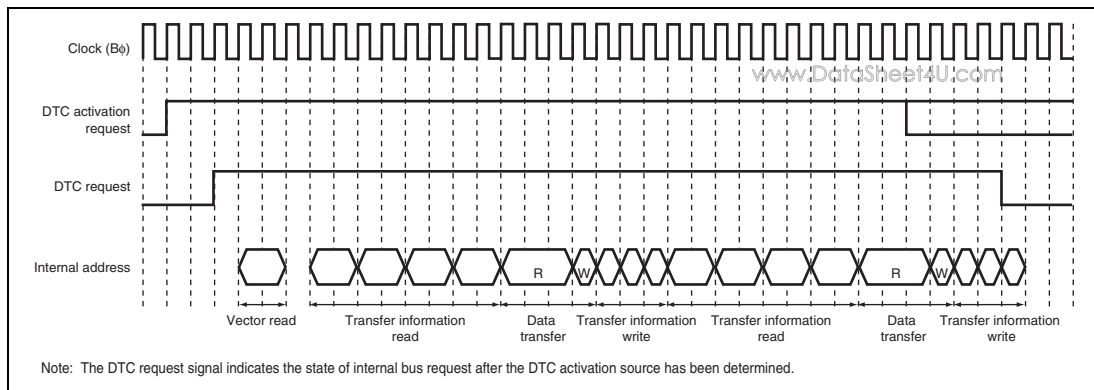 Clock (Bφ)
www.DataSheet4U.com
DTC activation
request
DTC request
Internal address
R
W
R
W
Vector read
Transfer information
read
Data
transfer
Transfer information
write
Transfer information
read
Data
transfer
Transfer information
write
Note: The DTC request signal indicates the state of internal bus request after the DTC activation source has been determined.